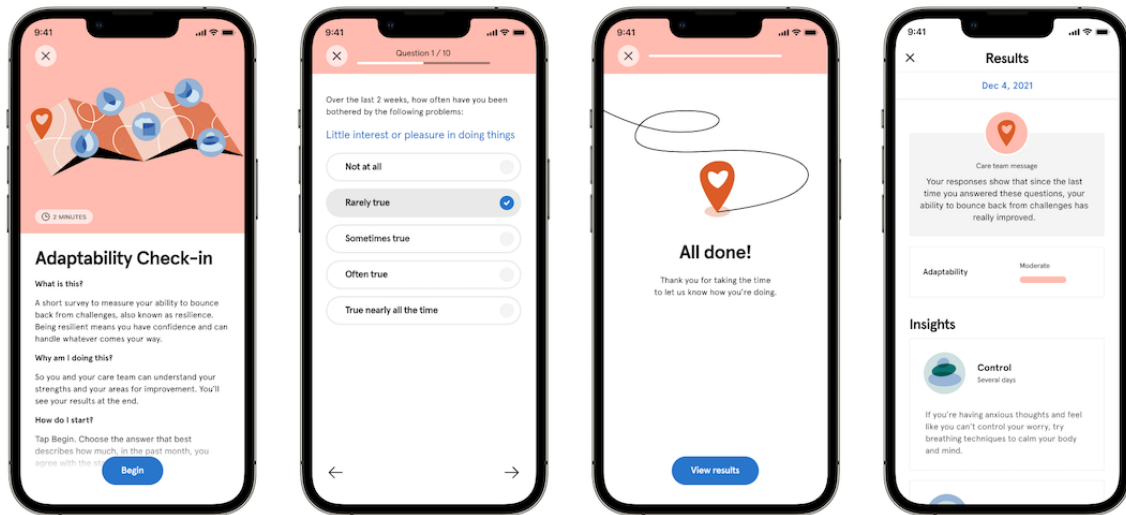 9:41
2 MINUTES
Adaptability Check-in
What is this?
A short survey to measure your ability to bounce
back from challenges, also known as resilience.
Being resilient means you have confidence and can
handle whatever comes your way.
Why am I doing this?
So you and your care team can understand your
strengths and your areas for improvement. You'll
see your results at the end.
How do I start?
Tap Begin. Choose the answer that best
describes how much, in the past month, you
agree with the
Begin
9:41
Question 1 / 10
Over the last 2 weeks, how often have you been
bothered by the following problems:
Little interest or pleasure in doing things
Not at all
Rarely true
Sometimes true
Often true
True nearly all the time
9:41
All done!
Thank you for taking the time
to let us know how you're doing.
View results
9:41
Results
Dec 4, 2021
Care team message
Your responses show that since the last
time you answered these questions, your
ability to bounce back from challenges has
really improved.
Adaptability
Moderate
Insights
Control
Several days
If you're having anxious thoughts and feel
like you can't control your worry, try
breathing techniques to calm your body
and mind.